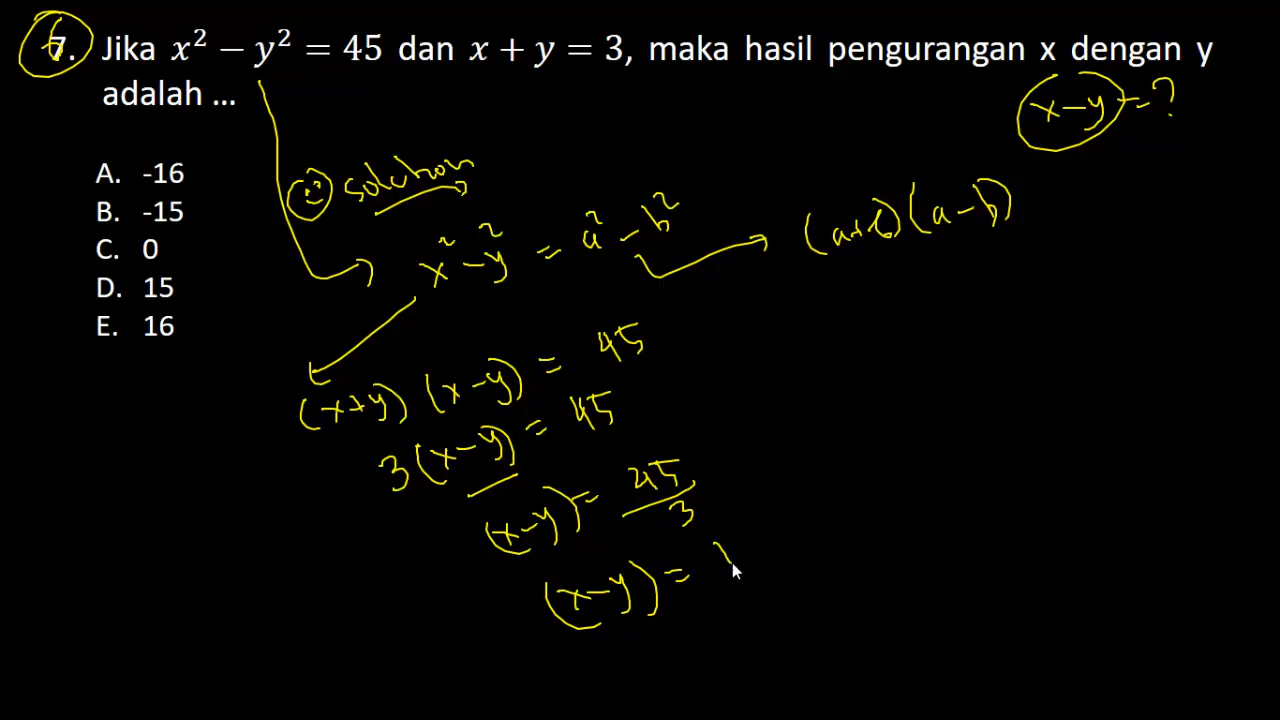 6
7. Jika x² − y² = 45 dan x + y = 3, maka hasil pengurangan x dengan y
adalah ...
x-y = ?
A. -16
B. -15
C. 0
D. 15
E. 16
solution
x² - y² = a² - b² (a+b)(a-b)
(x+y) (x-y) = 45
3(x-y) = 45
(x-y) = 45/3
(x-y) =